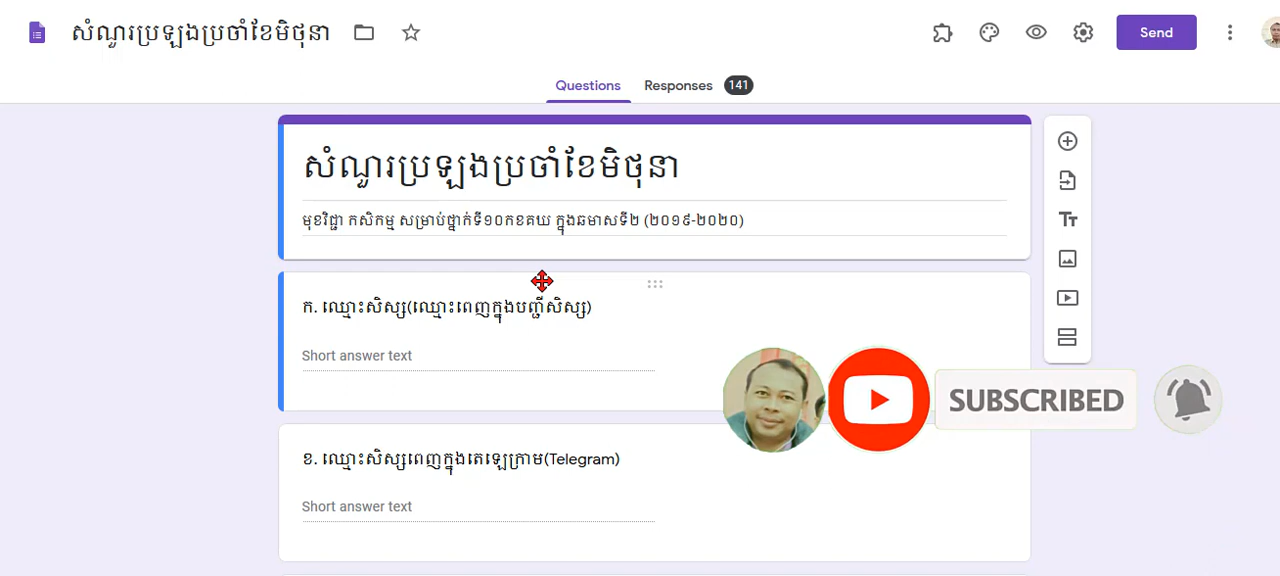 សំណួរប្រឡងប្រចាំខែមិថុនា
Send
Questions
Responses 141
សំណួរប្រឡងប្រចាំខែមិថុនា
មុខវិជ្ជា កសិកម្ម សម្រាប់ថ្នាក់ទី១០កខគឃ ក្នុងឆមាសទី២ (២០១៩-២០២០)
ក. ឈ្មោះសិស្ស(ឈ្មោះពេញក្នុងបញ្ជីសិស្ស)
Short answer text
SUBSCRIBED
ខ. ឈ្មោះសិស្សពេញក្នុងតេឡេក្រាម(Telegram)
Short answer text